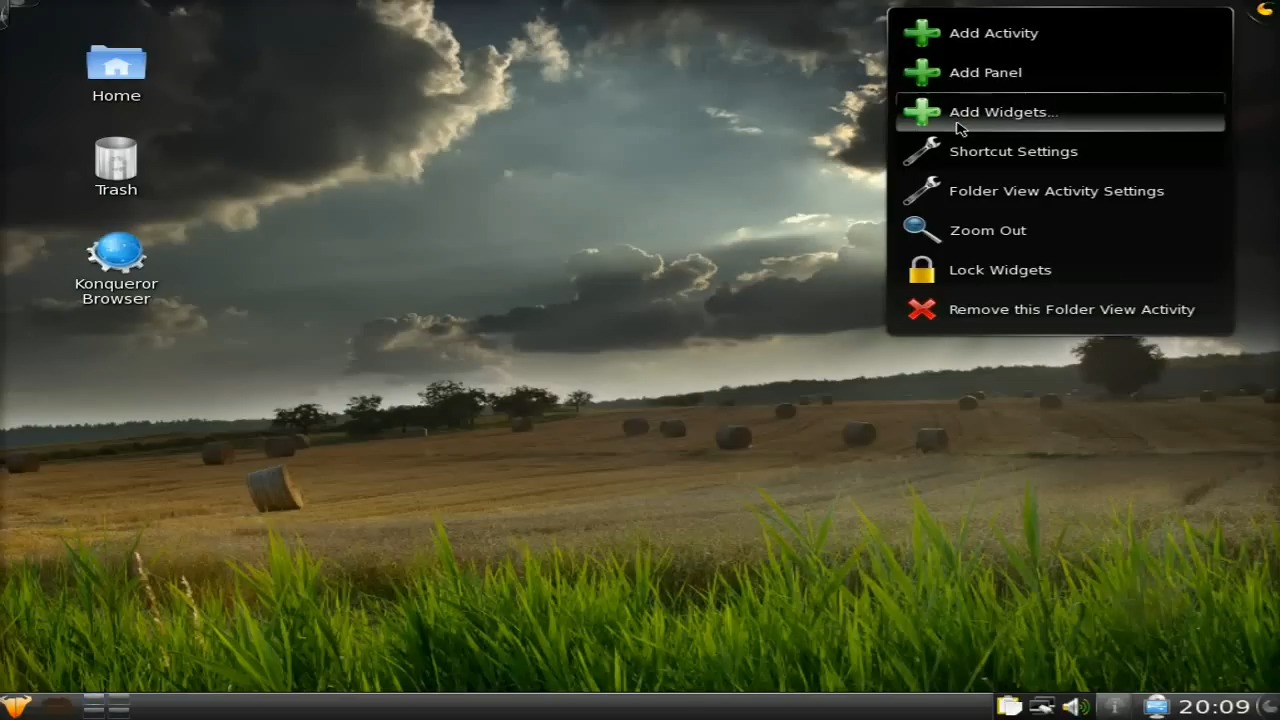 Home
Trash
Konqueror
Browser
Add Activity
Add Panel
Add Widgets...
Shortcut Settings
Folder View Activity Settings
Zoom Out
Lock Widgets
Remove this Folder View Activity
20:09